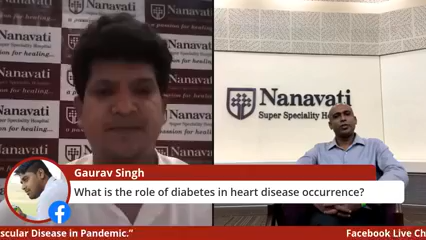 Nanavati
Super Speciality Hospital
a passion for healing...
Nanavati
Super Speciality Hos
Gaurav Singh
What is the role of diabetes in heart disease occurrence?
scular Disease in Pandemic.”
Facebook Live Ch